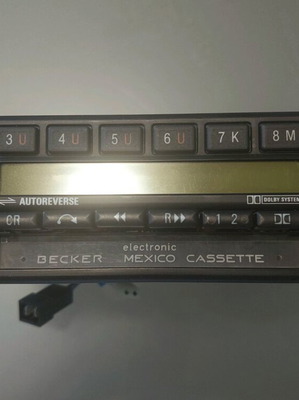 3 U 4 U 5 U 6 U 7 K 8 M
AUTOREVERSE DOLBY SYSTEM
CR R 1 2
electronic
BECKER MEXICO CASSETTE